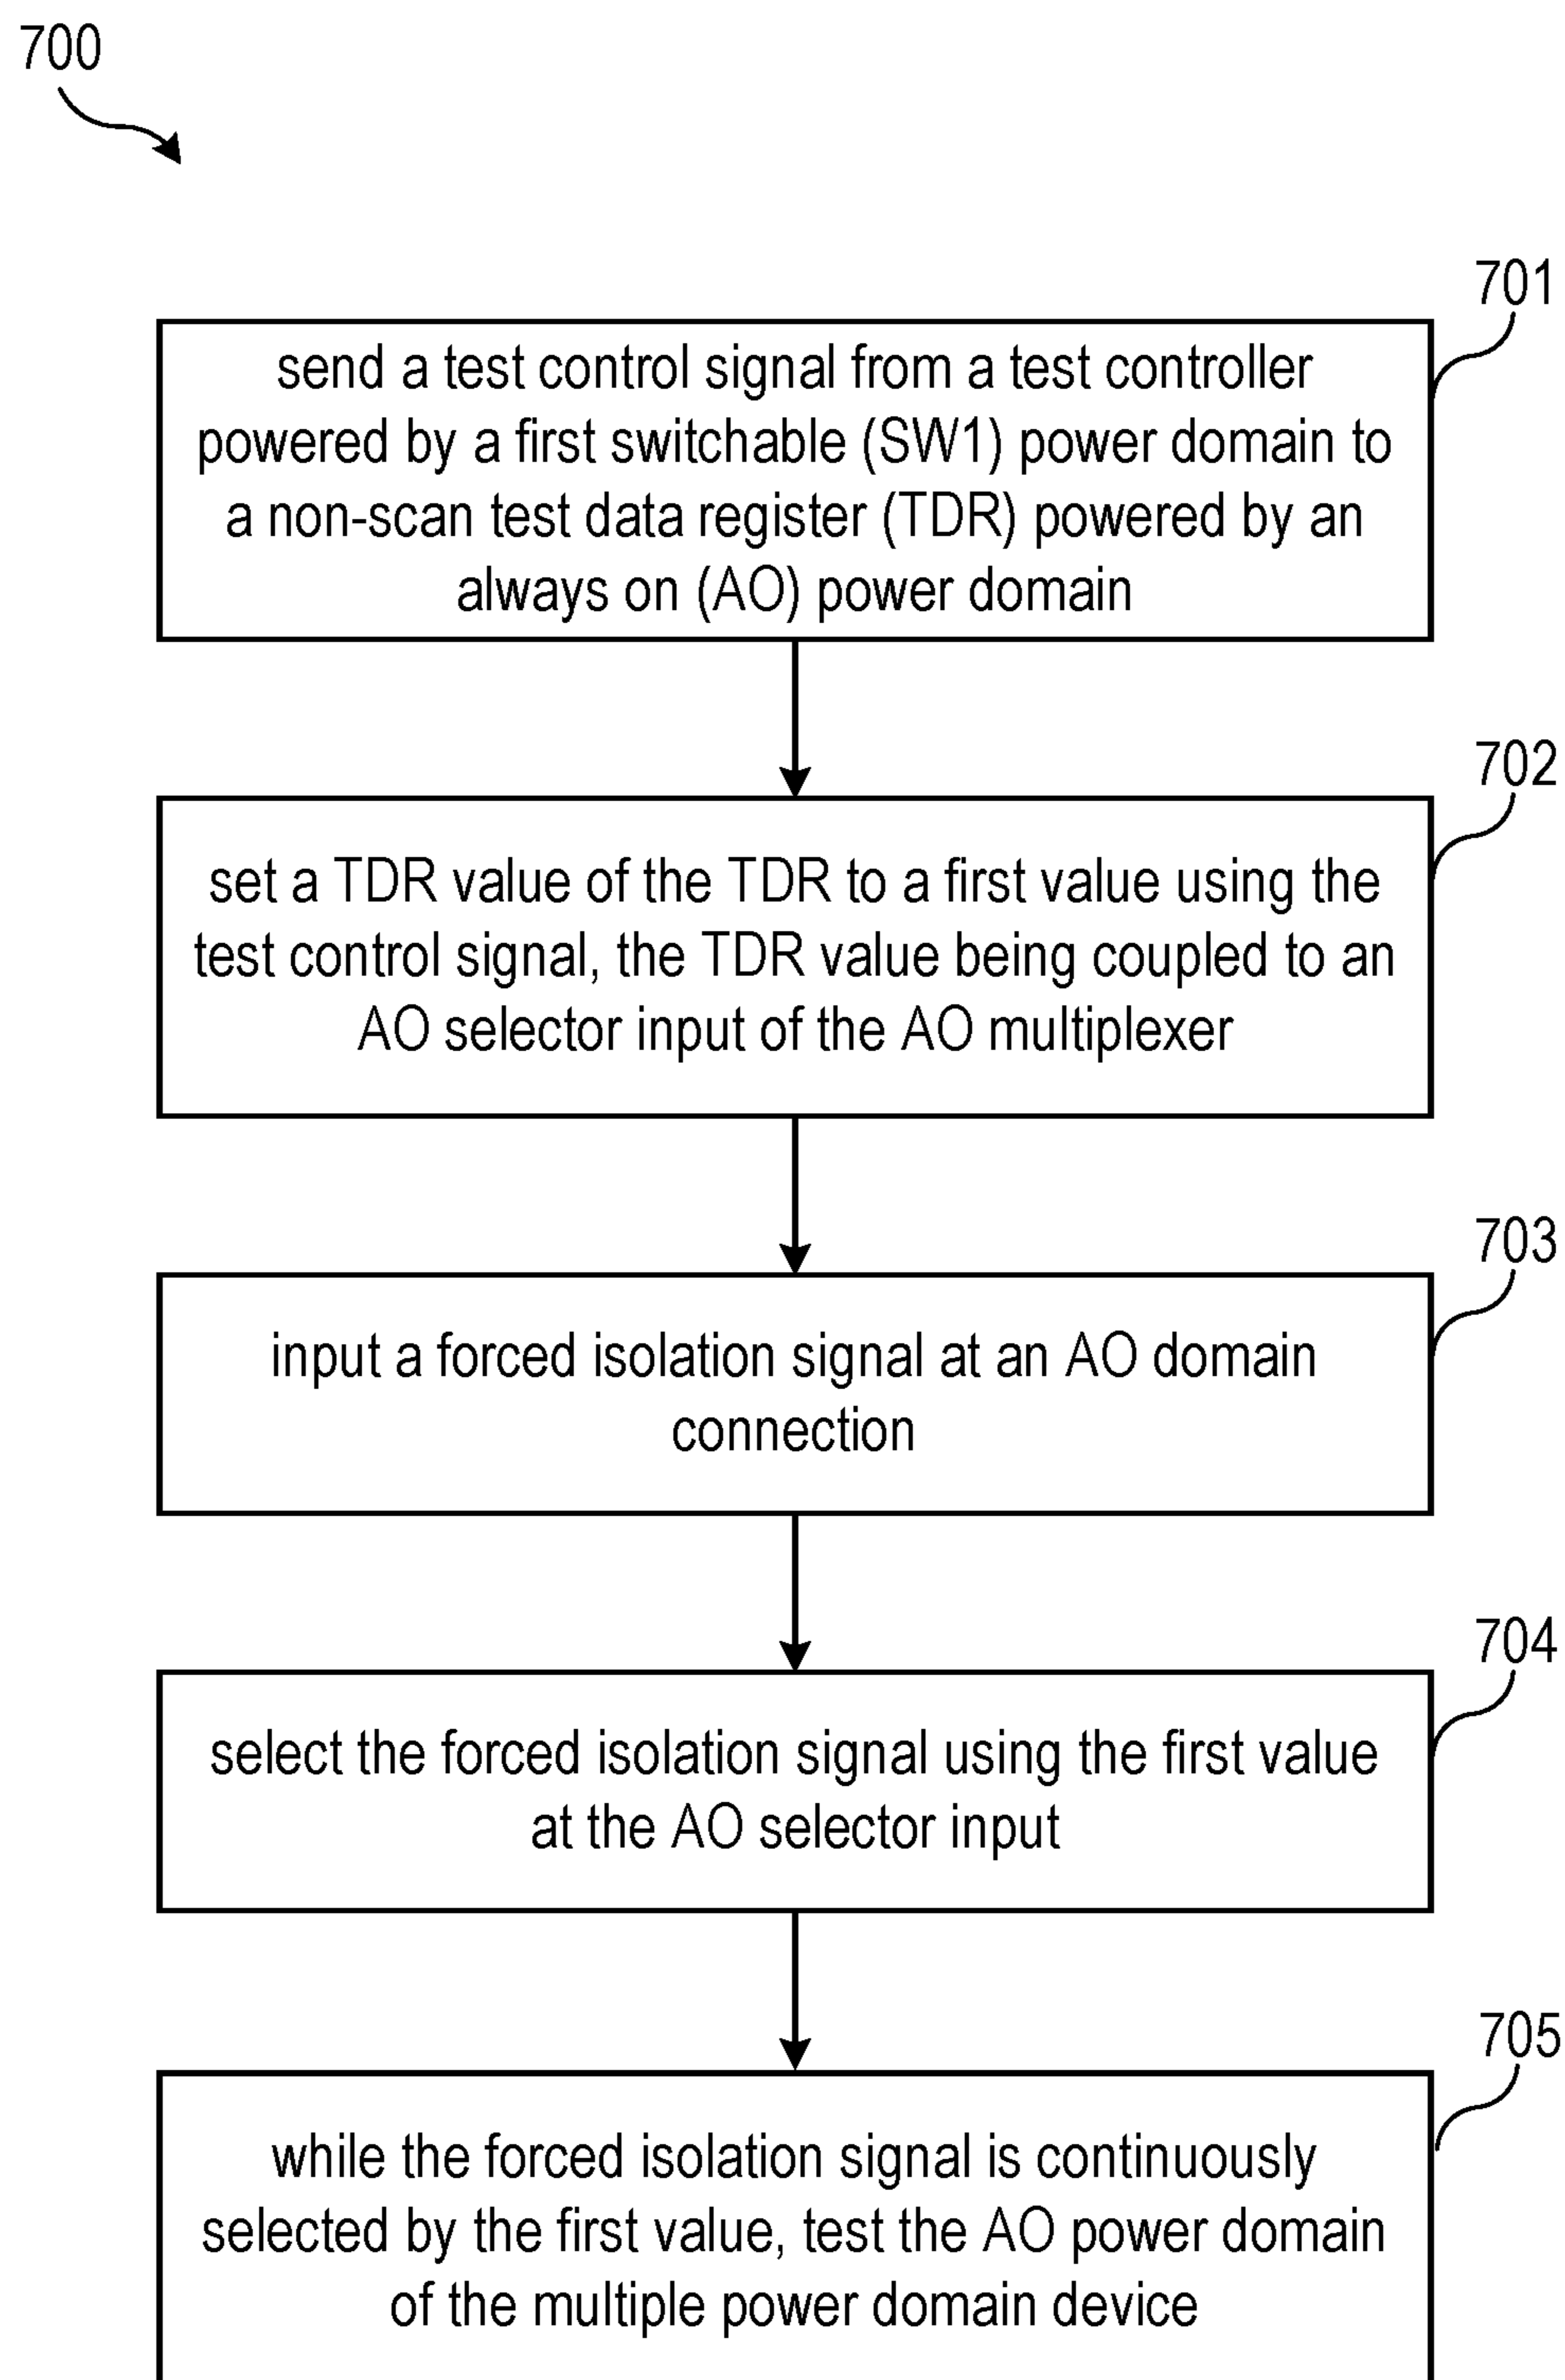 700
701
send a test control signal from a test controller
powered by a first switchable (SW1) power domain to
a non-scan test data register (TDR) powered by an
always on (AO) power domain
702
set a TDR value of the TDR to a first value using the
test control signal, the TDR value being coupled to an
AO selector input of the AO multiplexer
703
input a forced isolation signal at an AO domain
connection
704
select the forced isolation signal using the first value
at the AO selector input
705
while the forced isolation signal is continuously
selected by the first value, test the AO power domain
of the multiple power domain device